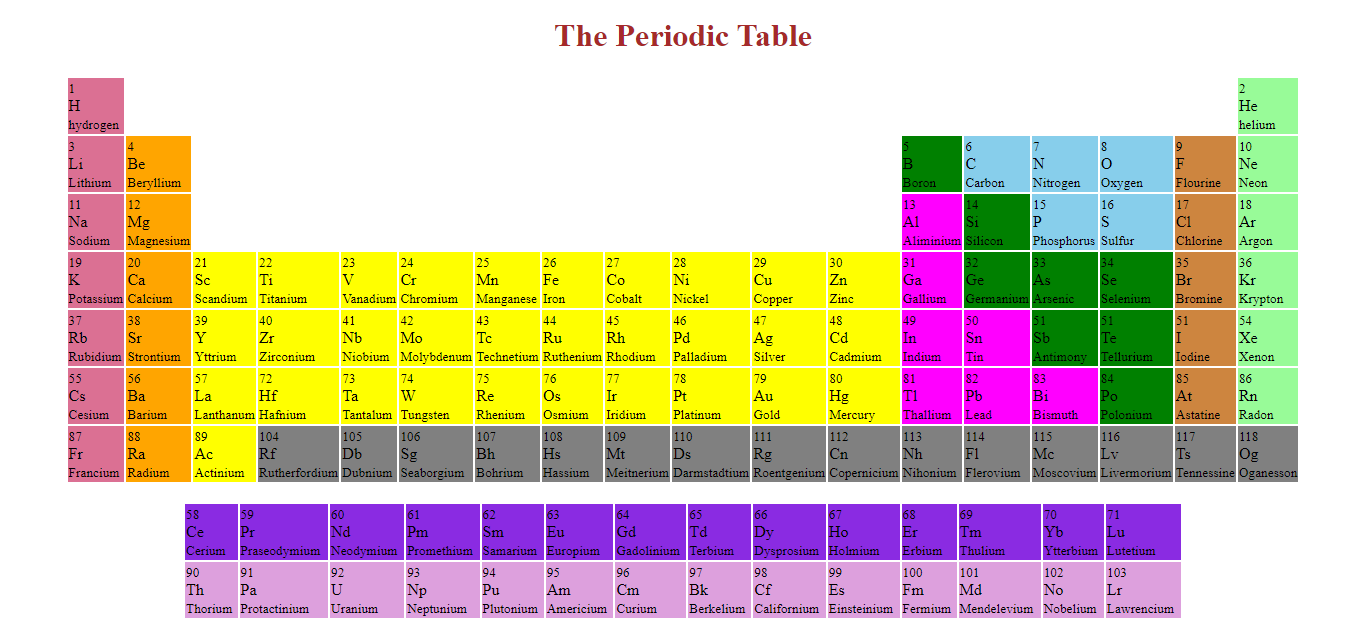 The Periodic Table
1 2
H He
hydrogen helium
3 4 5 6 7 8 9 10
Li Be B C N O F Ne
Lithium Beryllium Boron Carbon Nitrogen Oxygen Flourine Neon
11 12 13 14 15 16 17 18
Na Mg Al Si P S Cl Ar
Sodium Magnesium Aliminium Silicon Phosphorus Sulfur Chlorine Argon
19 20 21 22 23 24 25 26 27 28 29 30 31 32 33 34 35 36
K Ca Sc Ti V Cr Mn Fe Co Ni Cu Zn Ga Ge As Se Br Kr
Potassium Calcium Scandium Titanium Vanadium Chromium Manganese Iron Cobalt Nickel Copper Zinc Gallium Germanium Arsenic Selenium Bromine Krypton
37 38 39 40 41 42 43 44 45 46 47 48 49 50 51 51 51 54
Rb Sr Y Zr Nb Mo Tc Ru Rh Pd Ag Cd In Sn Sb Te I Xe
Rubidium Strontium Yttrium Zirconium Niobium Molybdenum Technetium Ruthenium Rhodium Palladium Silver Cadmium Indium Tin Antimony Tellurium Iodine Xenon
55 56 57 72 73 74 75 76 77 78 79 80 81 82 83 84 85 86
Cs Ba La Hf Ta W Re Os Ir Pt Au Hg Tl Pb Bi Po At Rn
Cesium Barium Lanthanum Hafnium Tantalum Tungsten Rhenium Osmium Iridium Platinum Gold Mercury Thallium Lead Bismuth Polonium Astatine Radon
87 88 89 104 105 106 107 108 109 110 111 112 113 114 115 116 117 118
Fr Ra Ac Rf Db Sg Bh Hs Mt Ds Rg Cn Nh Fl Mc Lv Ts Og
Francium Radium Actinium Rutherfordium Dubnium Seaborgium Bohrium Hassium Meitnerium Darmstadtium Roentgenium Copernicium Nihonium Flerovium Moscovium Livermorium Tennessine Oganesson
58 59 60 61 62 63 64 65 66 67 68 69 70 71
Ce Pr Nd Pm Sm Eu Gd Td Dy Ho Er Tm Yb Lu
Cerium Praseodymium Neodymium Promethium Samarium Europium Gadolinium Terbium Dysprosium Holmium Erbium Thulium Ytterbium Lutetium
90 91 92 93 94 95 96 97 98 99 100 101 102 103
Th Pa U Np Pu Am Cm Bk Cf Es Fm Md No Lr
Thorium Protactinium Uranium Neptunium Plutonium Americium Curium Berkelium Californium Einsteinium Fermium Mendelevium Nobelium Lawrencium